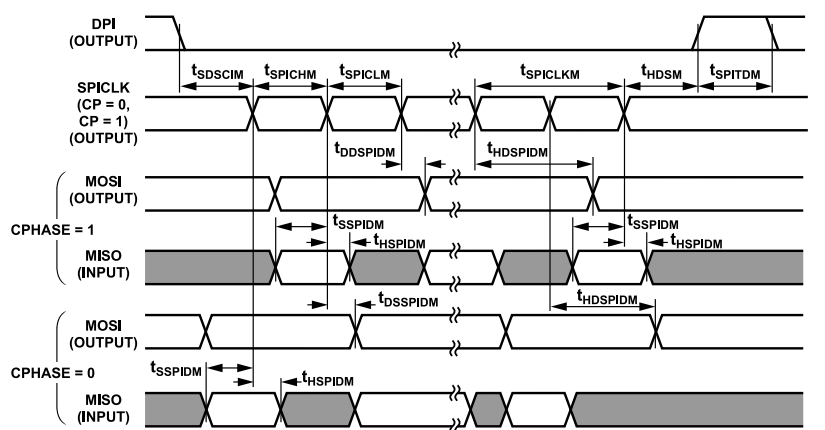 DPI
(OUTPUT)
tSDSCIM
tSPICHM
tSPICLM
tSPICLKM
tHDSM
tSPITDM
SPICLK
(CP = 0,
CP = 1)
(OUTPUT)
tDDSPIDM
tHDSPIDM
CPHASE = 1
MOSI
(OUTPUT)
tSSPIDM
tHSPIDM
tSSPIDM
tHSPIDM
MISO
(INPUT)
tDSSPIDM
tHDSPIDM
CPHASE = 0
MOSI
(OUTPUT)
tSSPIDM
tHSPIDM
MISO
(INPUT)